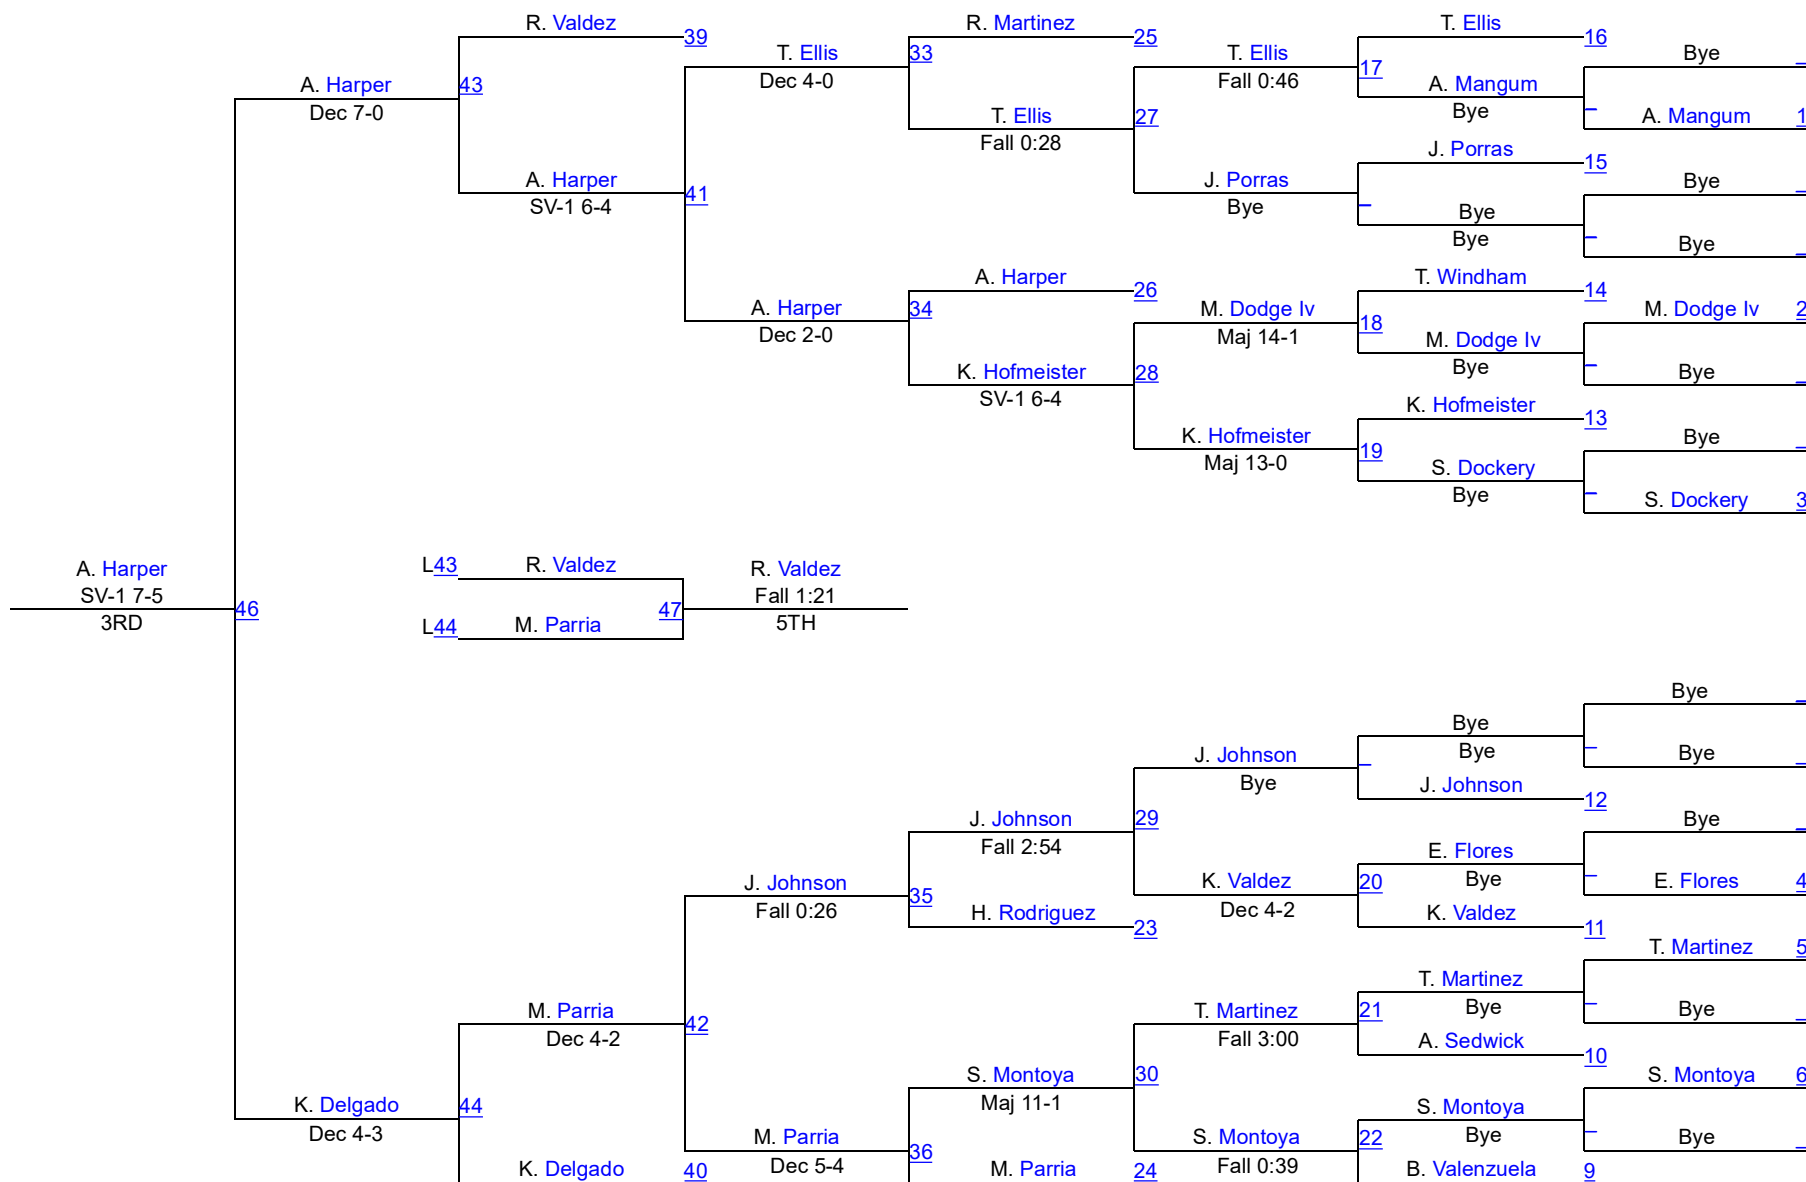 R. Valdez 39
R. Martinez 25
T. Ellis 16
T. Ellis 33
Dec 4-0
T. Ellis 17
Fall 0:46
Bye
A. Harper 43
Dec 7-0
A. Mangum
Bye
T. Ellis 27
Fall 0:28
A. Mangum 1
J. Porras 15
A. Harper 41
SV-1 6-4
J. Porras
Bye
Bye
Bye
Bye
Bye
A. Harper 26
T. Windham 14
A. Harper 34
Dec 2-0
M. Dodge Iv 18
Maj 14-1
M. Dodge Iv 2
M. Dodge Iv
Bye
K. Hofmeister 28
SV-1 6-4
Bye
K. Hofmeister 13
K. Hofmeister 19
Maj 13-0
Bye
S. Dockery
Bye
S. Dockery 3
A. Harper
SV-1 7-5
3RD
46
L43 R. Valdez
L44 M. Parria
47
R. Valdez
Fall 1:21
5TH
Bye
Bye
Bye
Bye
J. Johnson
Bye
J. Johnson 12
J. Johnson 29
Fall 2:54
Bye
E. Flores
Bye
E. Flores 4
J. Johnson 35
Fall 0:26
K. Valdez 20
Dec 4-2
H. Rodriguez 23
K. Valdez 11
T. Martinez 5
T. Martinez
Bye
M. Parria 42
Dec 4-2
T. Martinez 21
Fall 3:00
Bye
A. Sedwick 10
S. Montoya 30
Maj 11-1
S. Montoya 6
K. Delgado 44
Dec 4-3
S. Montoya
Bye
M. Parria 36
Dec 5-4
S. Montoya 22
Fall 0:39
Bye
K. Delgado 40
M. Parria 24
B. Valenzuela 9